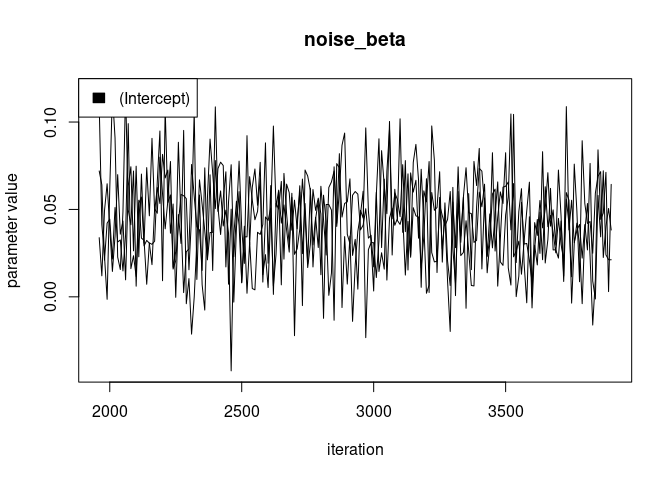 noise_beta
(Intercept)
0.10
0.05
0.00
parameter value
2000 2500 3000 3500
iteration